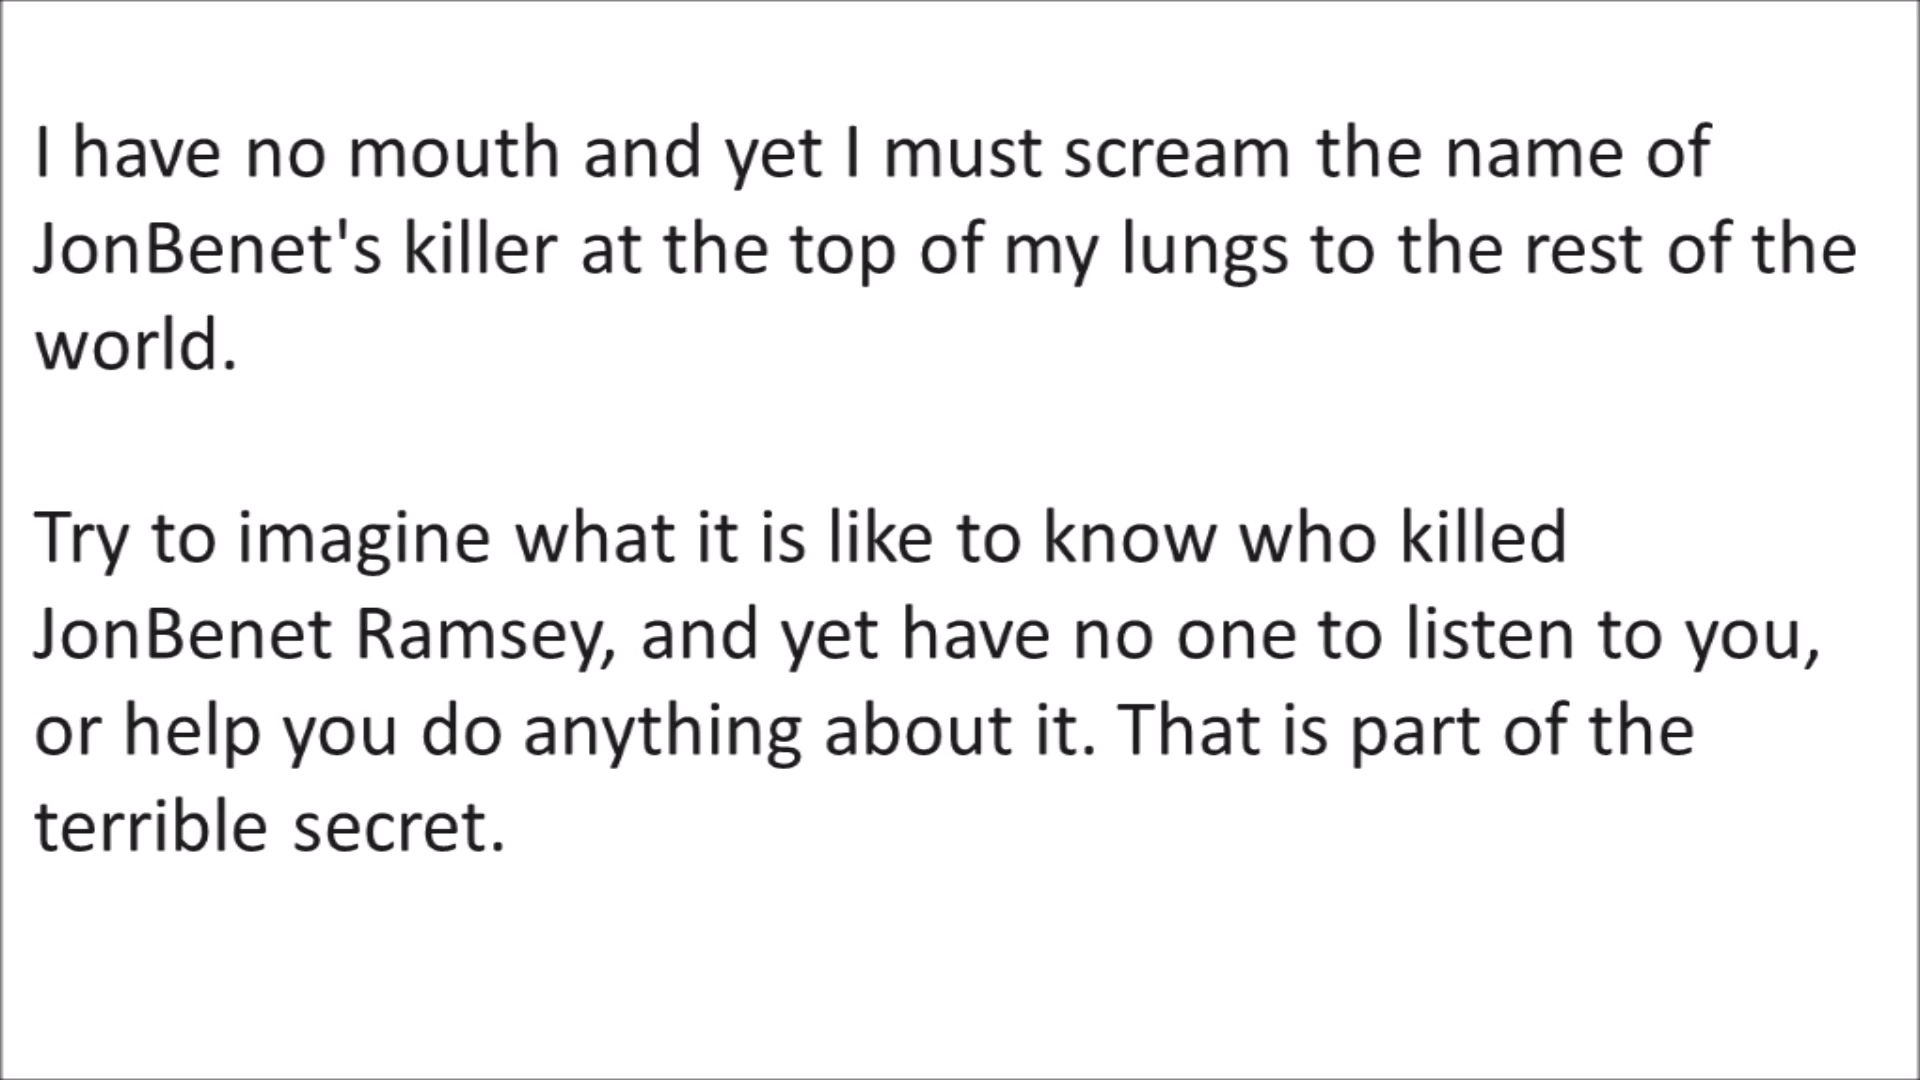 I have no mouth and yet I must scream the name of
JonBenet's killer at the top of my lungs to the rest of the
world.
Try to imagine what it is like to know who killed
JonBenet Ramsey, and yet have no one to listen to you,
or help you do anything about it. That is part of the
terrible secret.